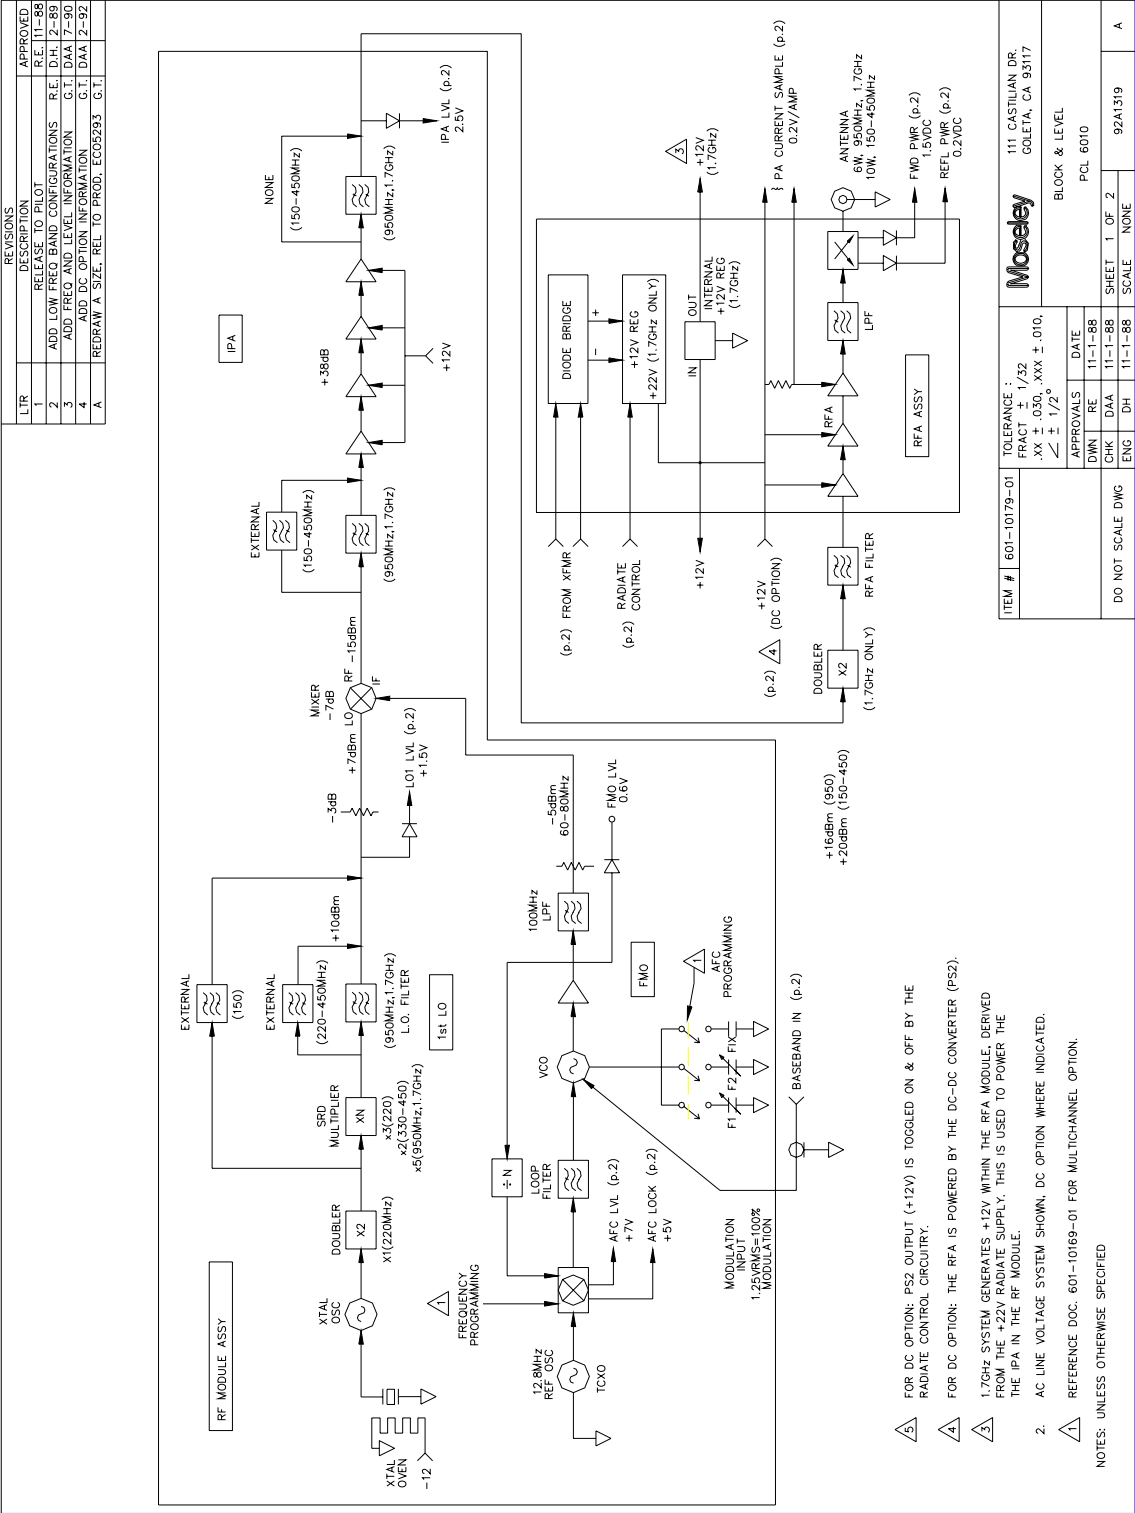 REVISIONS
LTR DESCRIPTION APPROVED
1 RELEASE TO PILOT R.E. 11-88
2 ADD LOW FREQ BAND CONFIGURATIONS R.E. D.H. 2-89
3 ADD FREQ AND LEVEL INFORMATION G.T. DAA 7-90
4 ADD DC OPTION INFORMATION G.T. DAA 2-92
A REDRAW A SIZE, REL TO PROD, ECO5293 G.T.
RF MODULE ASSY
XTAL
OVEN
-12
XTAL
OSC
DOUBLER
X2
X1(220MHz)
SRD
MULTIPLIER
XN
x3(220)
x2(330-450)
x5(950MHz,1.7GHz)
EXTERNAL
(150)
EXTERNAL
(220-450MHz)
(950MHz,1.7GHz)
L.O. FILTER
1st LO
+10dBm
-3dB
LO1 LVL (p.2)
+1.5V
+7dBm
MIXER
-7dB
LO
RF
IF
-15dBm
EXTERNAL
(150-450MHz)
(950MHz,1.7GHz)
+38dB
+12V
IPA
NONE
(150-450MHz)
(950MHz,1.7GHz)
IPA LVL (p.2)
2.5V
12.8MHz
REF OSC
TCXO
FREQUENCY
PROGRAMMING
1
AFC LVL (p.2)
+7V
AFC LOCK (p.2)
+5V
÷N
LOOP
FILTER
VCO
100MHz
LPF
-5dBm
60-80MHz
FMO LVL
0.6V
FMO
1
AFC
PROGRAMMING
F1
F2
FIX
MODULATION
INPUT
1.25VRMS=100%
MODULATION
BASEBAND IN (p.2)
+16dBm (950)
+20dBm (150-450)
DOUBLER
X2
(1.7GHz ONLY)
RFA FILTER
(p.2) FROM XFMR
(p.2) RADIATE
CONTROL
+12V
(p.2) 4 +12V
(DC OPTION)
DIODE BRIDGE
- +
+12V REG
+22V (1.7GHz ONLY)
IN OUT
INTERNAL
+12V REG
(1.7GHz)
3
+12V
(1.7GHz)
RFA
RFA ASSY
LPF
PA CURRENT SAMPLE (p.2)
0.2V/AMP
ANTENNA
6W, 950MHz, 1.7GHz
10W, 150-450MHz
FWD PWR (p.2)
1.5VDC
REFL PWR (p.2)
0.2VDC
5 FOR DC OPTION: PS2 OUTPUT (+12V) IS TOGGLED ON & OFF BY THE
RADIATE CONTROL CIRCUITRY.
4 FOR DC OPTION: THE RFA IS POWERED BY THE DC-DC CONVERTER (PS2).
3 1.7GHz SYSTEM GENERATES +12V WITHIN THE RFA MODULE, DERIVED
FROM THE +22V RADIATE SUPPLY. THIS IS USED TO POWER THE
THE IPA IN THE RF MODULE.
2. AC LINE VOLTAGE SYSTEM SHOWN, DC OPTION WHERE INDICATED.
1 REFERENCE DOC. 601-10169-01 FOR MULTICHANNEL OPTION.
NOTES: UNLESS OTHERWISE SPECIFIED
ITEM # 601-10179-01
DO NOT SCALE DWG
TOLERANCE :
FRACT ± 1/32
.XX ± .030, .XXX ± .010,
∠ ± 1/2°
APPROVALS DATE
DWN RE 11-1-88
CHK DAA 11-1-88
ENG DH 11-1-88
Moseley
111 CASTILIAN DR.
GOLETA, CA 93117
BLOCK & LEVEL
PCL 6010
SHEET 1 OF 2
SCALE NONE
92A1319
A